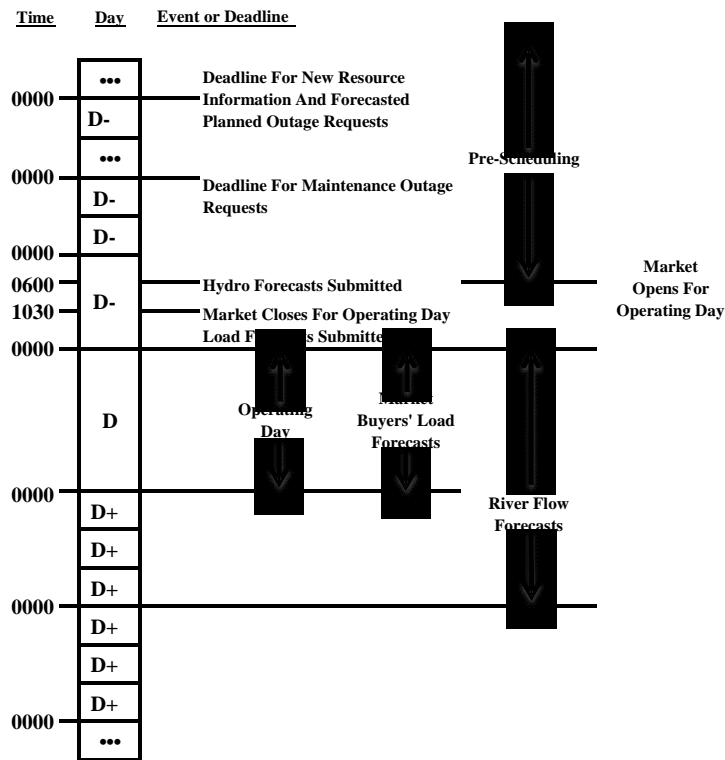 Time Day Event or Deadline
•••
Deadline For New Resource
0000
Information And Forecasted
D-
Planned Outage Requests
•••
Pre-Scheduling
0000
Deadline For Maintenance Outage
D-
Requests
D-
0000
0600
Hydro Forecasts Submitted
Market
Opens For
Operating Day
D-
1030
Market Closes For Operating Day
Load
0000
D
Operating
Day
Market
Buyers' Load
Forecasts
0000
D+
River Flow
Forecasts
D+
D+
0000
D+
D+
D+
0000
•••